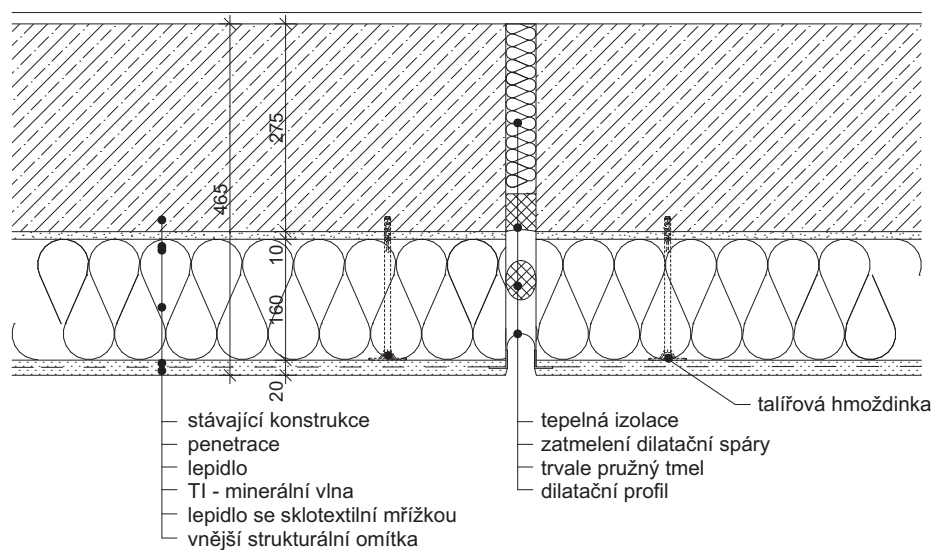 275
465
10
160
20
talířová hmoždinka
stávající konstrukce
penetrace
lepidlo
TI - minerální vlna
lepidlo se sklotextilní mřížkou
vnější strukturální omítka
tepelná izolace
zatmelení dilatační spáry
trvale pružný tmel
dilatační profil